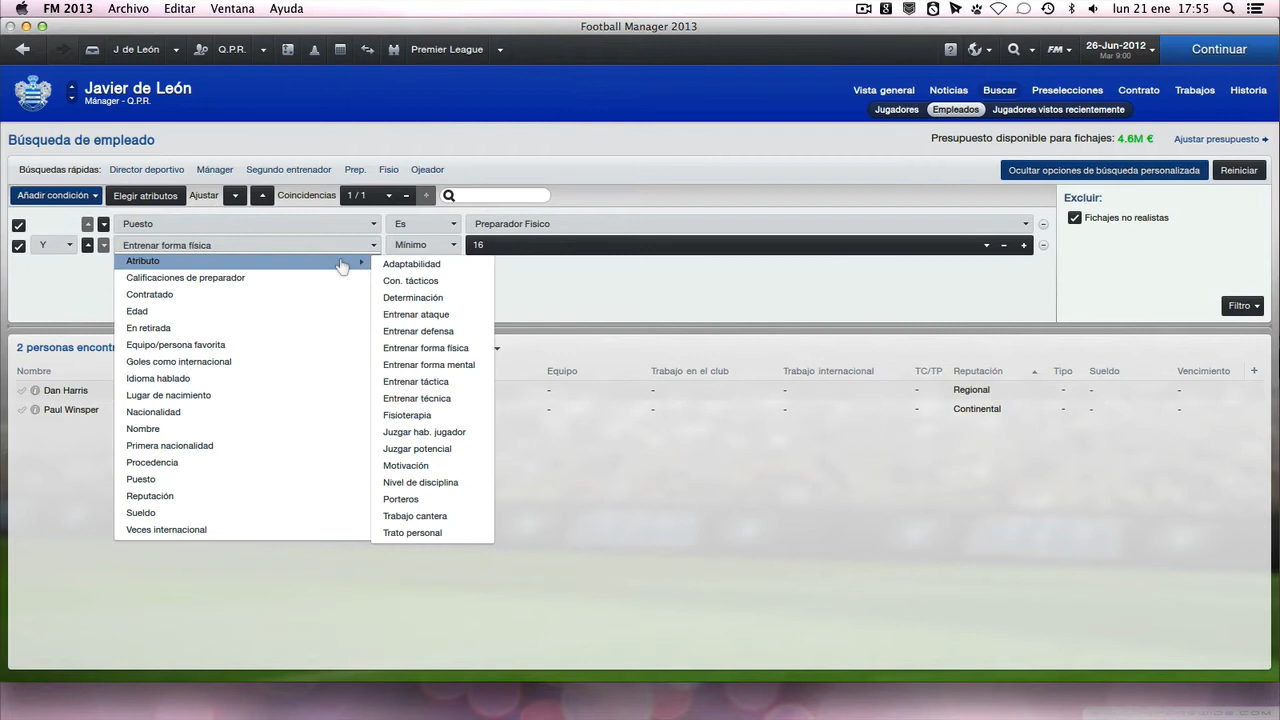 FM 2013 Archivo Editar Ventana Ayuda lun 21 ene 17:55
Football Manager 2013
J de León Q.P.R. Premier League FM 26-Jun-2012 Mar 9:00 Continuar
Javier de León
Mánager - Q.P.R.
Vista general Noticias Buscar Preselecciones Contrato Trabajos Historia
Jugadores Empleados Jugadores vistos recientemente
Búsqueda de empleado
Presupuesto disponible para fichajes: 4.6M € Ajustar presupuesto
Búsquedas rápidas: Director deportivo Mánager Segundo entrenador Prep. Fisio Ojeador
Ocultar opciones de búsqueda personalizada Reiniciar
Añadir condición Elegir atributos Ajustar Coincidencias 1 / 1
Excluir:
Fichajes no realistas
Puesto Es Preparador Fisico
Y Entrenar forma física Mínimo 16
Filtro
Atributo
Calificaciones de preparador
Contratado
Edad
En retirada
Equipo/persona favorita
Goles como internacional
Idioma hablado
Lugar de nacimiento
Nacionalidad
Nombre
Primera nacionalidad
Procedencia
Puesto
Reputación
Sueldo
Veces internacional
Adaptabilidad
Con. tácticos
Determinación
Entrenar ataque
Entrenar defensa
Entrenar forma física
Entrenar forma mental
Entrenar táctica
Entrenar técnica
Fisioterapia
Juzgar hab. jugador
Juzgar potencial
Motivación
Nivel de disciplina
Porteros
Trabajo cantera
Trato personal
2 personas encont
Nombre Equipo Trabajo en el club Trabajo internacional TC/TP Reputación Tipo Sueldo Vencimiento
Dan Harris - - - - Regional - - -
Paul Winsper - - - - Continental - - -